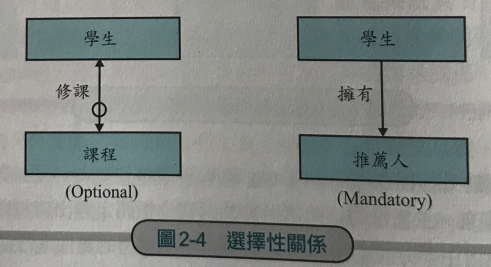 學生
修課
課程
(Optional)
學生
擁有
推薦人
(Mandatory)
圖2-4 選擇性關係